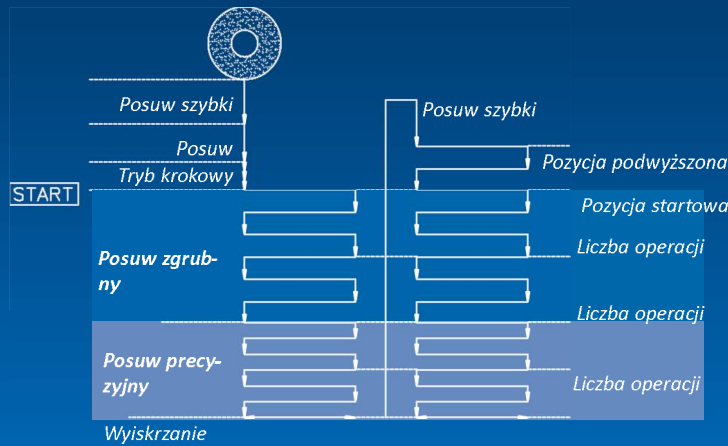 Posuw szybki
Posuw szybki
Posuw
Pozycja podwyższona
Tryb krokowy
START
Pozycja startowa
Posuw zgrub-
ny
Liczba operacji
Liczba operacji
Posuw precy-
zyjny
Liczba operacji
Wyiskrzanie